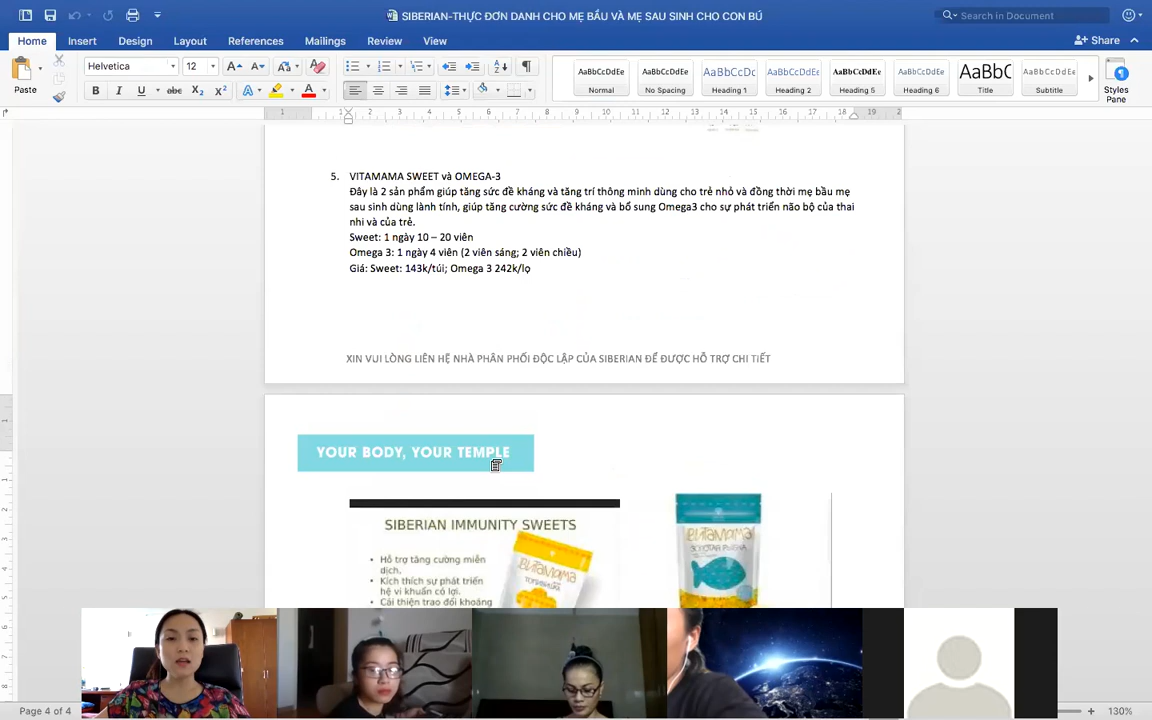 SIBERIAN-THỰC ĐƠN DANH CHO MẸ BẦU VÀ MẸ SAU SINH CHO CON BÚ
Search in Document
Home Insert Design Layout References Mailings Review View
Share
Paste
Helvetica 12
AaBbCcDdEe AaBbCcDdEe AaBbCcDc AaBbCcDdEe AaBbCcDdEe AaBbCcDdEe AaBbC AaBbCcDdEe
Normal No Spacing Heading 1 Heading 2 Heading 5 Heading 6 Title Subtitle
Styles
Pane
5. VITAMAMA SWEET và OMEGA-3
Đây là 2 sản phẩm giúp tăng sức đề kháng và tăng trí thông minh dùng cho trẻ nhỏ và đồng thời mẹ bầu mẹ
sau sinh dùng lành tính, giúp tăng cường sức đề kháng và bổ sung Omega3 cho sự phát triển não bộ của thai
nhi và của trẻ.
Sweet: 1 ngày 10 – 20 viên
Omega 3: 1 ngày 4 viên (2 viên sáng; 2 viên chiều)
Giá: Sweet: 143k/túi; Omega 3 242k/lọ
XIN VUI LÒNG LIÊN HỆ NHÀ PHÂN PHỐI ĐỘC LẬP CỦA SIBERIAN ĐỂ ĐƯỢC HỖ TRỢ CHI TIẾT
YOUR BODY, YOUR TEMPLE
SIBERIAN IMMUNITY SWEETS
• Hỗ trợ tăng cường miễn
dịch.
• Kích thích sự phát triển
hệ vi khuẩn có lợi.
• Cải thiện trao đổi khoáng
Page 4 of 4
130%